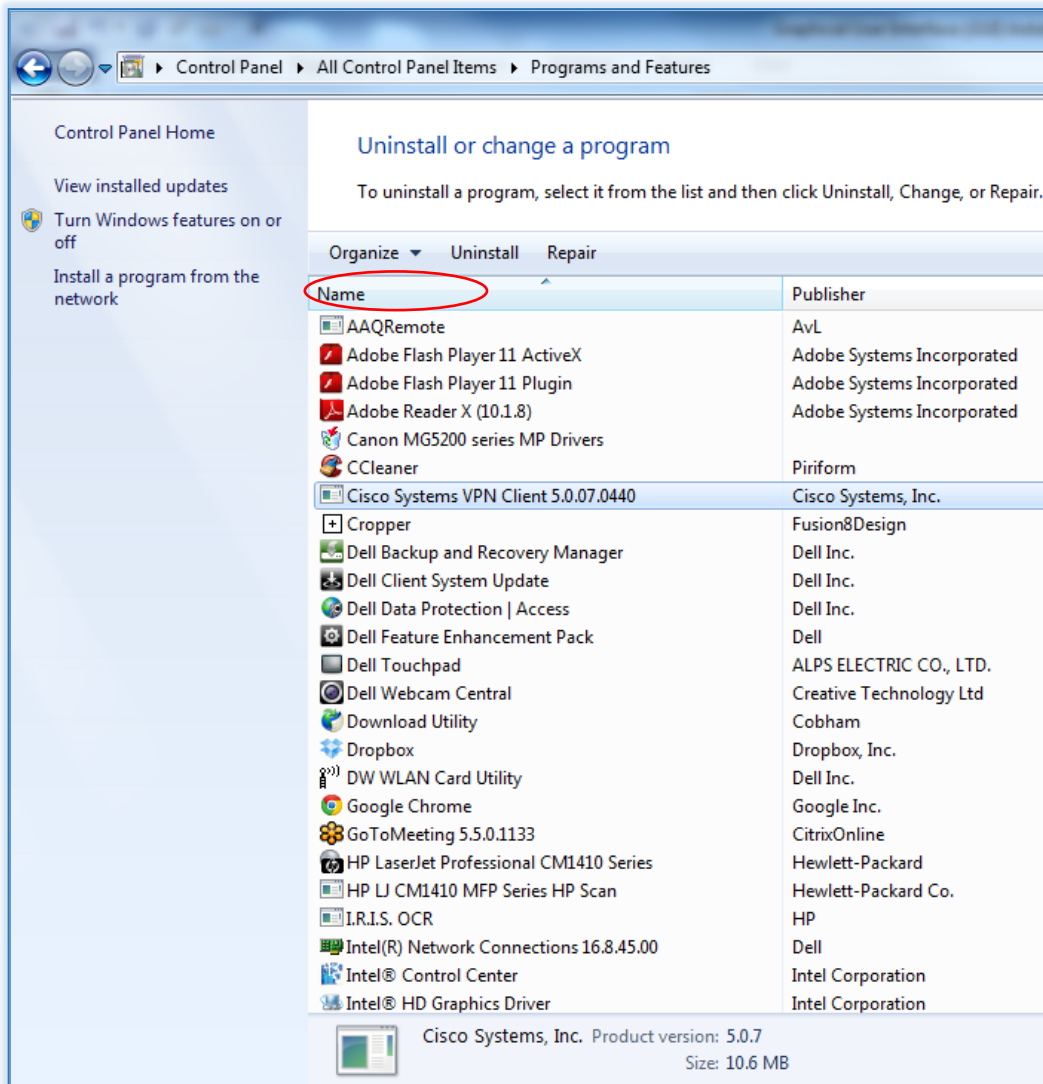 Control Panel ▸ All Control Panel Items ▸ Programs and Features
Control Panel Home
View installed updates
Turn Windows features on or
off
Install a program from the
network
Uninstall or change a program
To uninstall a program, select it from the list and then click Uninstall, Change, or Repair.
Organize Uninstall Repair
Name Publisher
AAQRemote AvL
Adobe Flash Player 11 ActiveX Adobe Systems Incorporated
Adobe Flash Player 11 Plugin Adobe Systems Incorporated
Adobe Reader X (10.1.8) Adobe Systems Incorporated
Canon MG5200 series MP Drivers
CCleaner Piriform
Cisco Systems VPN Client 5.0.07.0440 Cisco Systems, Inc.
Cropper Fusion8Design
Dell Backup and Recovery Manager Dell Inc.
Dell Client System Update Dell Inc.
Dell Data Protection | Access Dell Inc.
Dell Feature Enhancement Pack Dell
Dell Touchpad ALPS ELECTRIC CO., LTD.
Dell Webcam Central Creative Technology Ltd
Download Utility Cobham
Dropbox Dropbox, Inc.
DW WLAN Card Utility Dell Inc.
Google Chrome Google Inc.
GoToMeeting 5.5.0.1133 CitrixOnline
HP LaserJet Professional CM1410 Series Hewlett-Packard
HP LJ CM1410 MFP Series HP Scan Hewlett-Packard Co.
I.R.I.S. OCR HP
Intel(R) Network Connections 16.8.45.00 Dell
Intel® Control Center Intel Corporation
Intel® HD Graphics Driver Intel Corporation
Cisco Systems, Inc. Product version: 5.0.7
Size: 10.6 MB